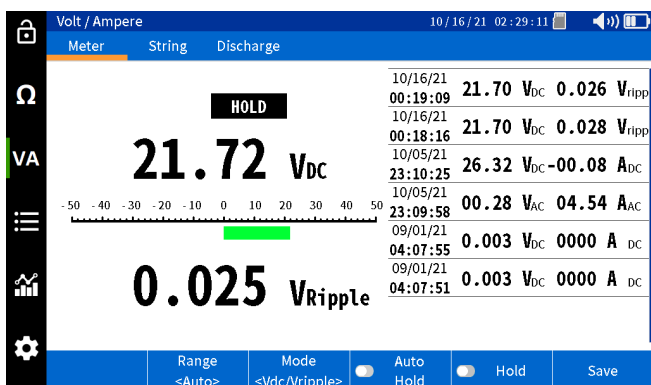 Volt / Ampere
10/16/21 02:29:11
Meter String Discharge
Ω
VA
HOLD
21.72 VDC
-50 -40 -30 -20 -10 0 10 20 30 40 50
0.025 VRipple
10/16/21
00:19:09 21.70 VDC 0.026 Vripp
10/16/21
00:18:16 21.70 VDC 0.028 Vripp
10/05/21
23:10:25 26.32 VDC -00.08 ADC
10/05/21
23:09:58 00.28 VAC 04.54 AAC
09/01/21
04:07:55 0.003 VDC 0000 A DC
09/01/21
04:07:51 0.003 VDC 0000 A DC
Range
<Auto>
Mode
<Vdc/Vripple>
Auto
Hold
Hold
Save